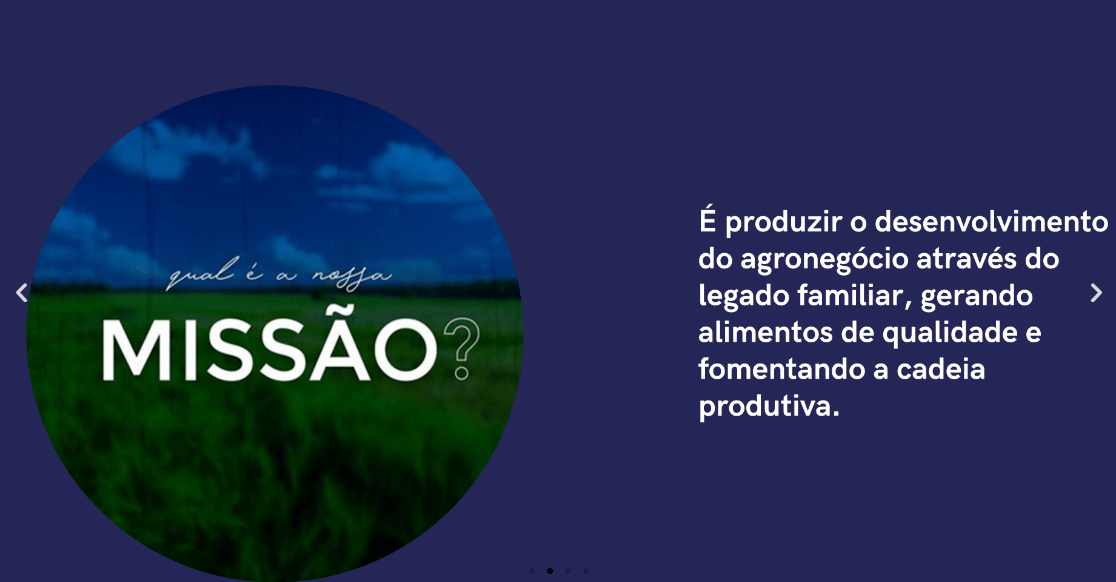 qual é a nossa
MISSÃO?
É produzir o desenvolvimento
do agronegócio através do
legado familiar, gerando
alimentos de qualidade e
fomentando a cadeia
produtiva.